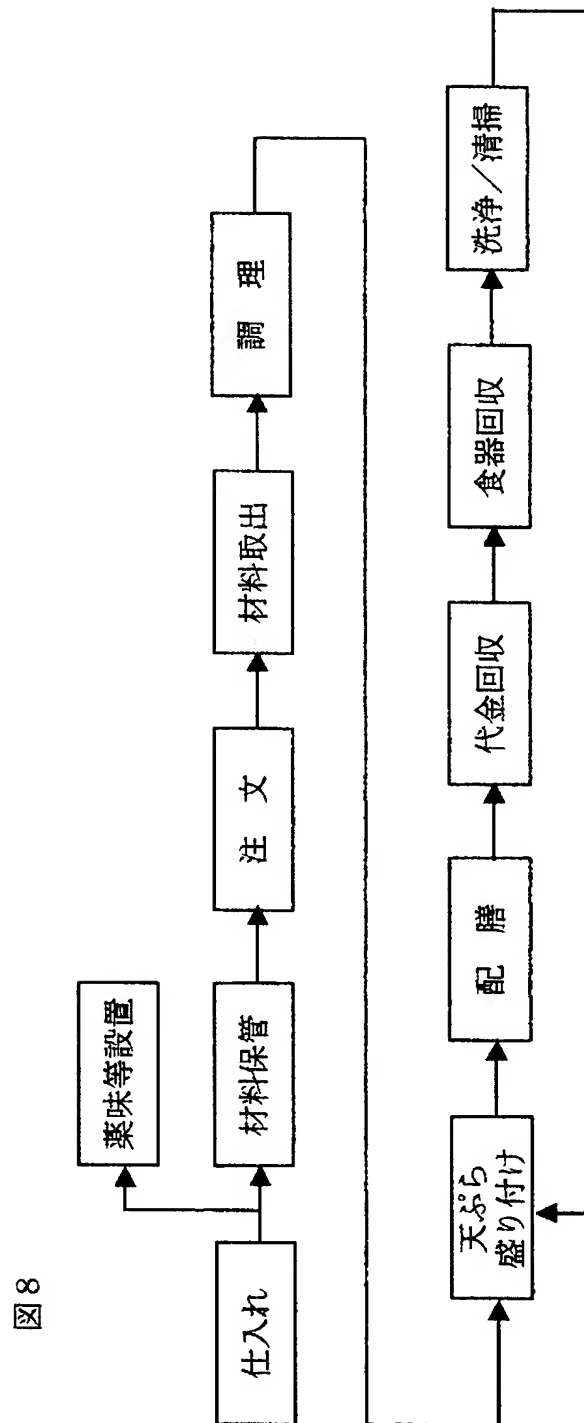 図8
薬味等設置
仕入れ
材料保管
注 文
材料取出
調 理
天ぷら
盛り付け
配 膳
代金回収
食器回収
洗浄／清掃